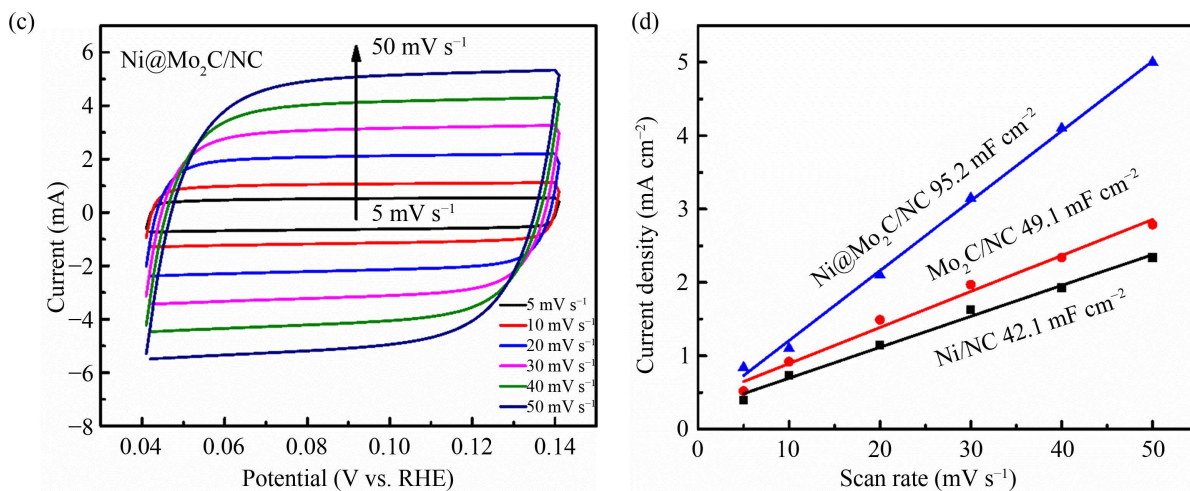 (c)
Ni@Mo₂C/NC
50 mV s⁻¹
5 mV s⁻¹
6
4
2
0
−2
−4
−6
−8
Current (mA)
5 mV s⁻¹
10 mV s⁻¹
20 mV s⁻¹
30 mV s⁻¹
40 mV s⁻¹
50 mV s⁻¹
0.04 0.06 0.08 0.10 0.12 0.14
Potential (V vs. RHE)
(d)
5
4
3
2
1
0
Current density (mA cm⁻²)
Ni@Mo₂C/NC 95.2 mF cm⁻²
Mo₂C/NC 49.1 mF cm⁻²
Ni/NC 42.1 mF cm⁻²
0 10 20 30 40 50
Scan rate (mV s⁻¹)